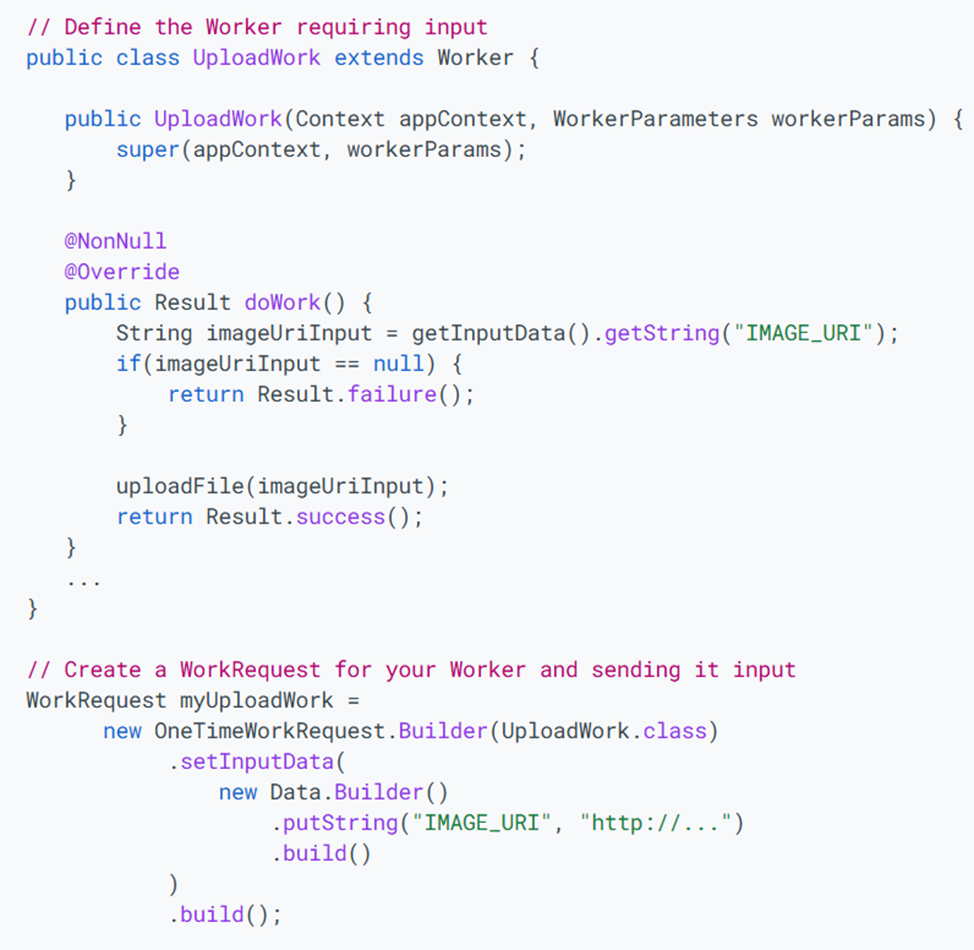 // Define the Worker requiring input
public class UploadWork extends Worker {

   public UploadWork(Context appContext, WorkerParameters workerParams) {
       super(appContext, workerParams);
   }

   @NonNull
   @Override
   public Result doWork() {
       String imageUriInput = getInputData().getString("IMAGE_URI");
       if(imageUriInput == null) {
           return Result.failure();
       }

       uploadFile(imageUriInput);
       return Result.success();
   }
   ...
}

// Create a WorkRequest for your Worker and sending it input
WorkRequest myUploadWork =
      new OneTimeWorkRequest.Builder(UploadWork.class)
           .setInputData(
               new Data.Builder()
                   .putString("IMAGE_URI", "http://...")
                   .build()
           )
           .build();